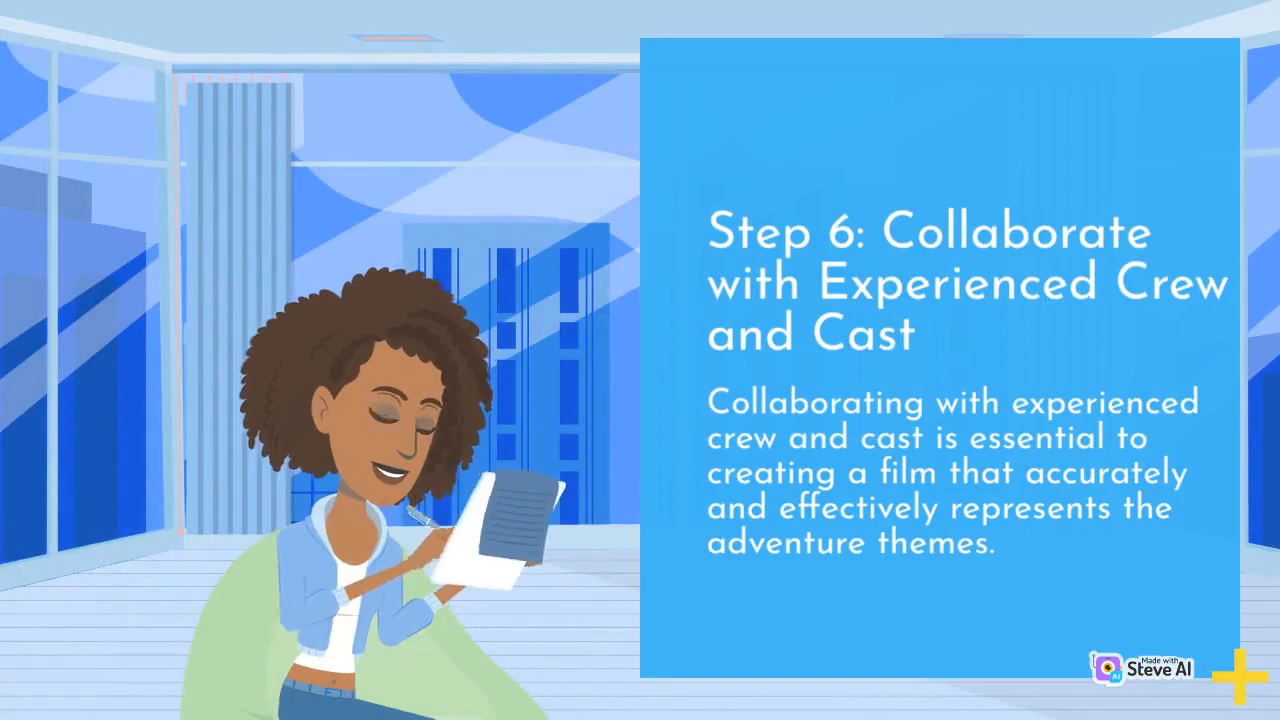 Step 6: Collaborate
with Experienced Crew
and Cast
Collaborating with experienced
crew and cast is essential to
creating a film that accurately
and effectively represents the
adventure themes.
Made with
Steve AI
AI